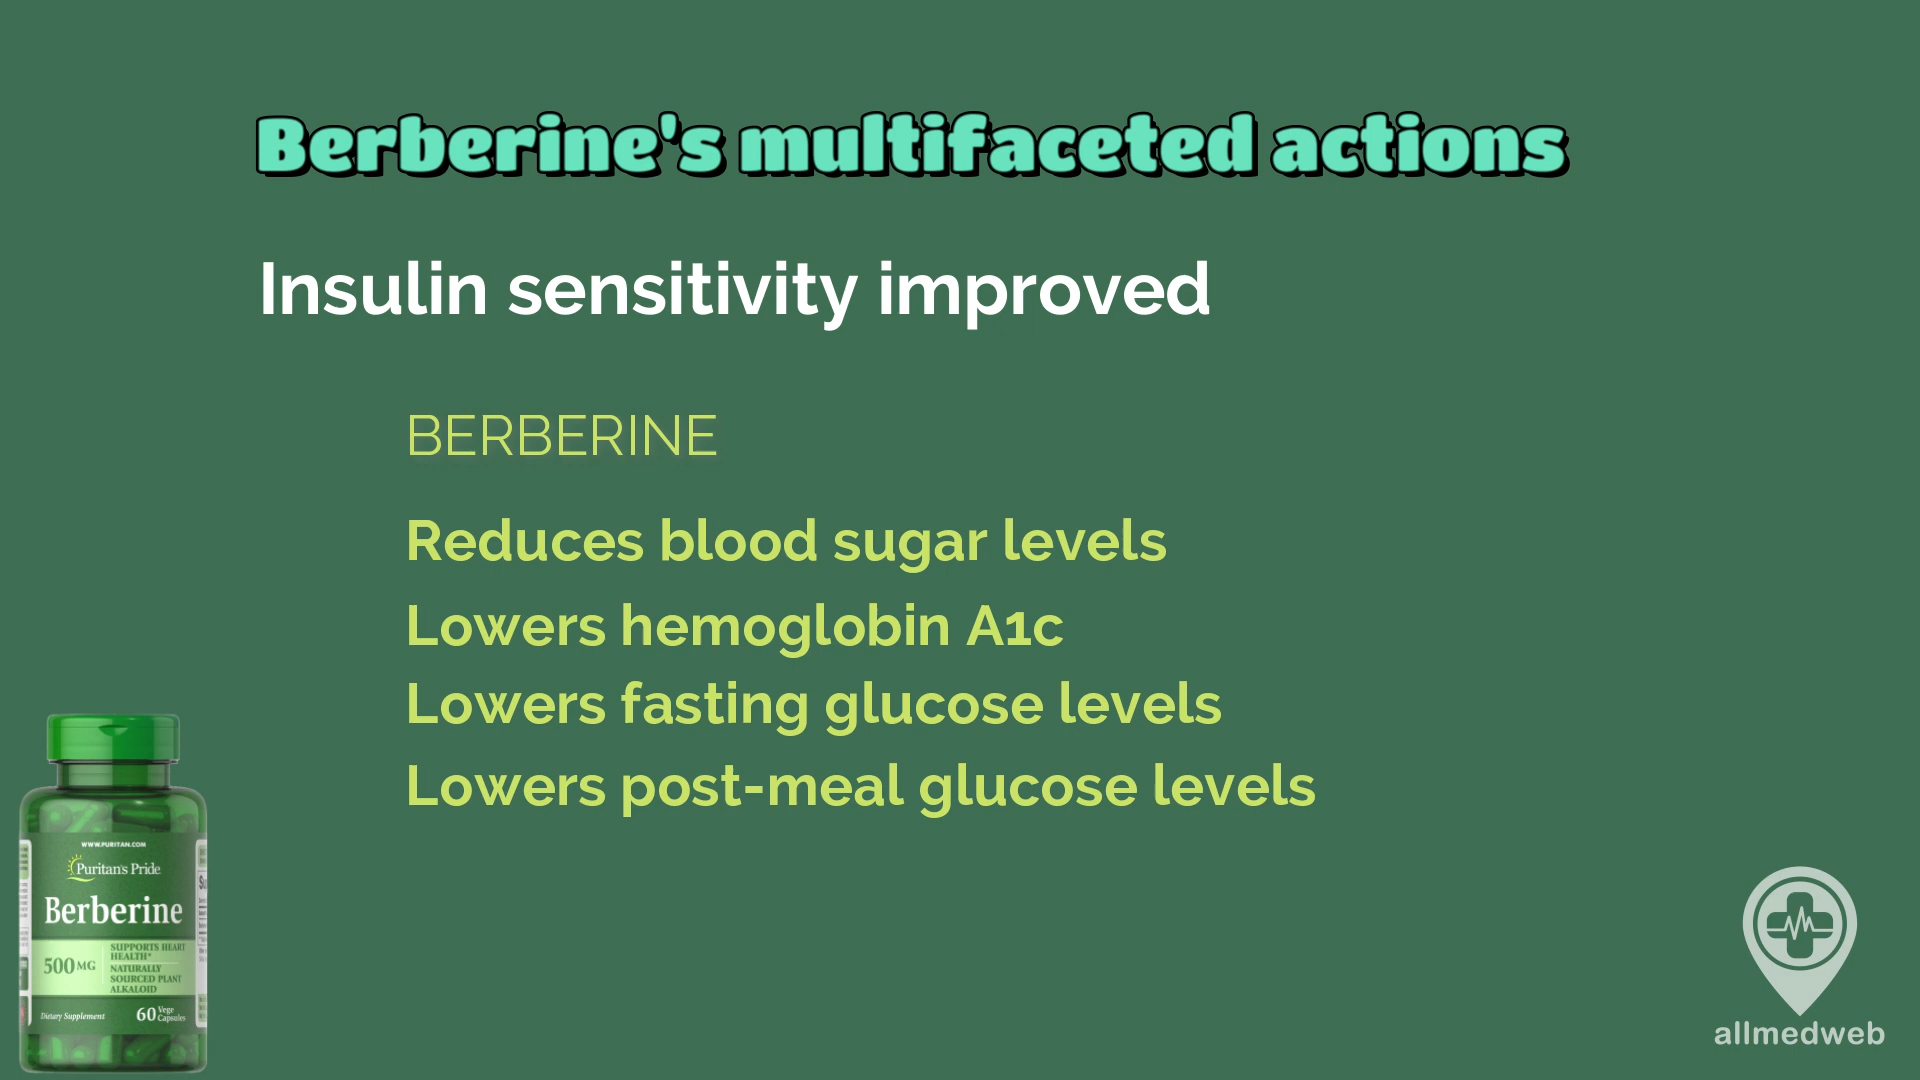 Berberine's multifaceted actions
Insulin sensitivity improved
BERBERINE
Reduces blood sugar levels
Lowers hemoglobin A1c
Lowers fasting glucose levels
Lowers post-meal glucose levels
WWW.PURITAN.COM
Puritan's Pride
Berberine
500 MG
SUPPORTS HEART
HEALTH*
NATURALLY
SOURCED PLANT
ALKALOID
Dietary Supplement
60 Vege
Capsules
allmedweb